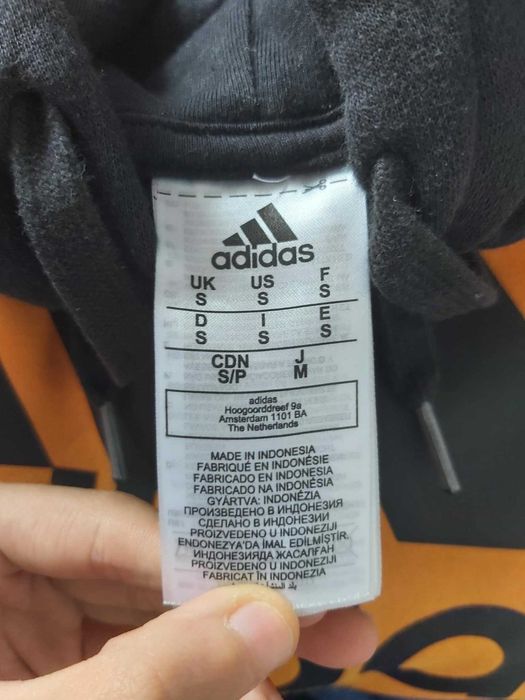 adidas
UK US F
S S S
D I E
S S S
CDN J
S/P M
adidas
Hoogoorddreef 9a
Amsterdam 1101 BA
The Netherlands
MADE IN INDONESIA
FABRIQUÉ EN INDONÉSIE
FABRICADO EN INDONESIA
FABRICADO NA INDONÉSIA
GYÁRTVA: INDONÉZIA
ПРОИЗВЕДЕНО В ИНДОНЕЗИЯ
СДЕЛАНО В ИНДОНЕЗИИ
PROIZVEDENO U INDONEZIJI
ENDONEZYA'DA İMAL EDİLMİŞTİR.
ИНДОНЕЗИЯДА ЖАСАЛҒАН
PROIZVEDENO U INDONEZIJI
FABRICAT ÎN INDONEZIA